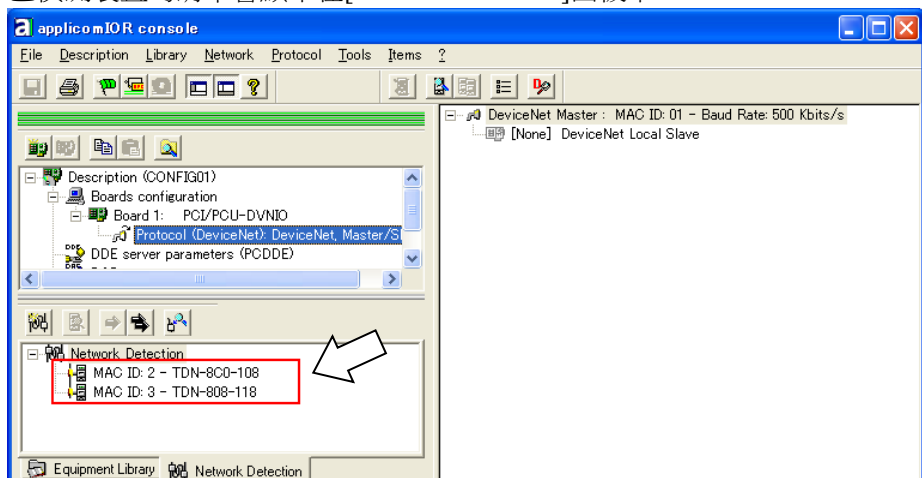 applicomIOR console
File Description Library Network Protocol Tools Items ?
DeviceNet Master : MAC ID: 01 - Baud Rate: 500 Kbits/s
[None] DeviceNet Local Slave
Description (CONFIG01)
Boards configuration
Board 1: PCI/PCU-DVNIO
Protocol (DeviceNet): DeviceNet, Master/S
DDE server parameters (PCDDE)
Network Detection
MAC ID: 2 - TDN-8C0-108
MAC ID: 3 - TDN-808-118
Equipment Library Network Detection